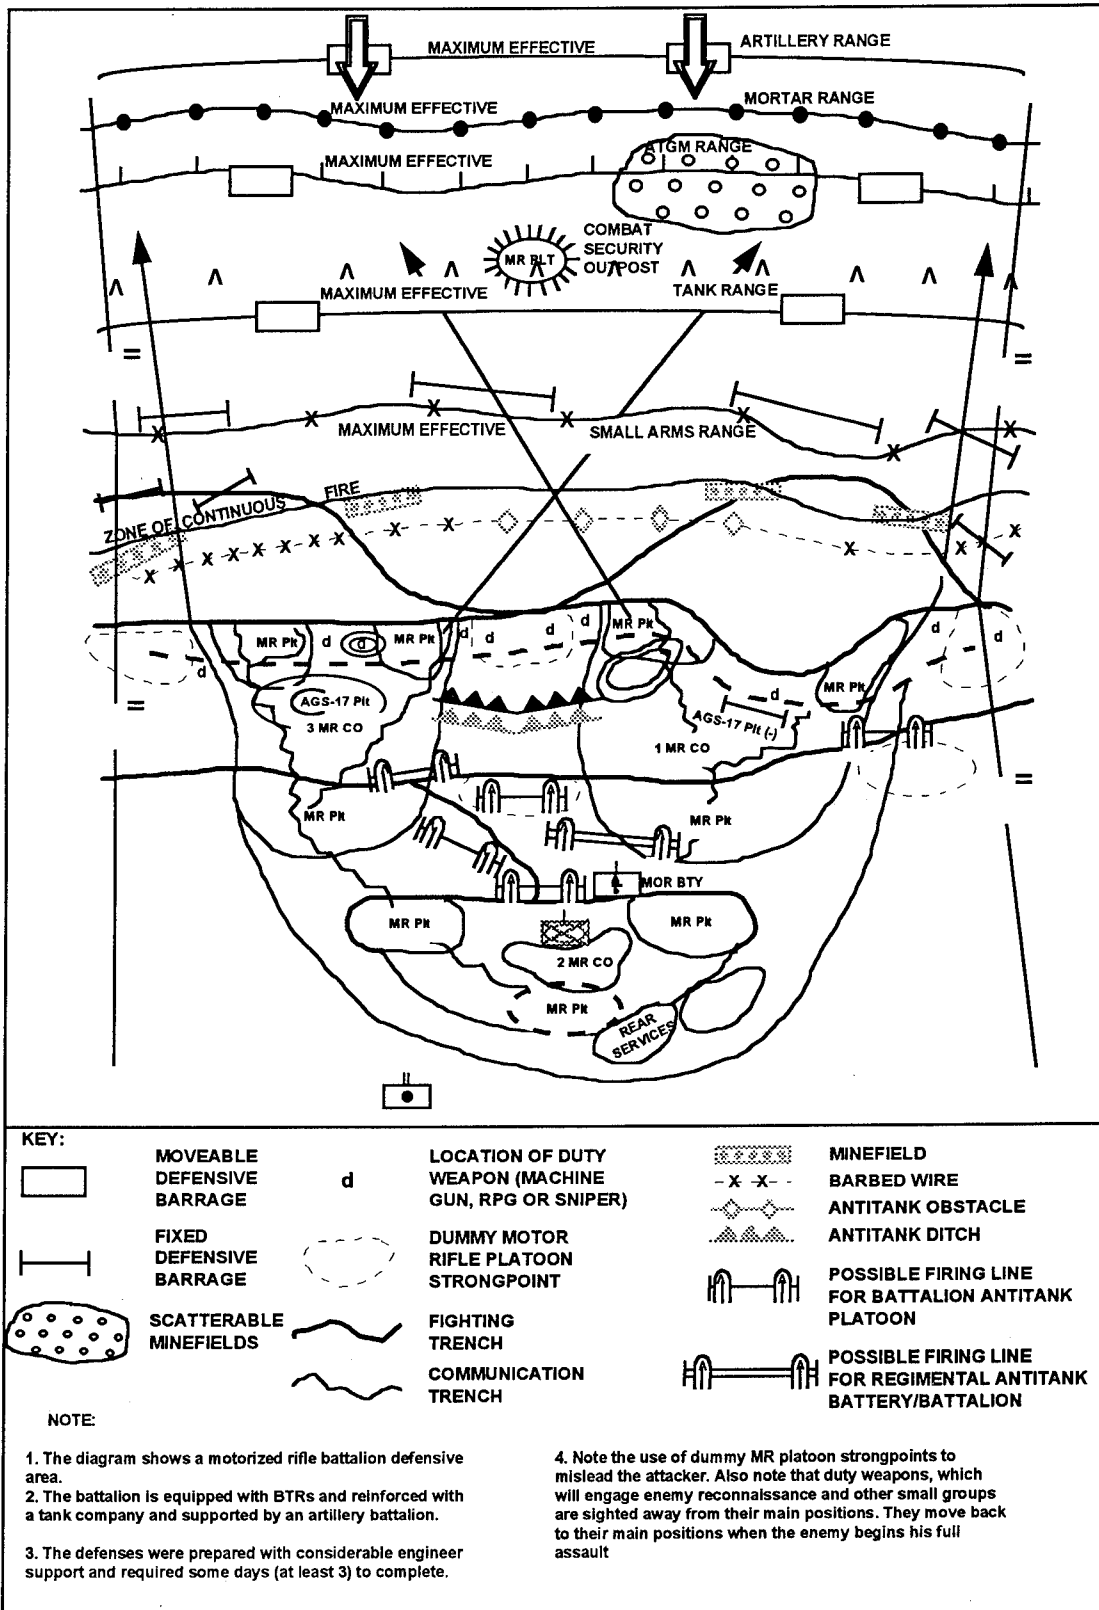 MAXIMUM EFFECTIVE ARTILLERY RANGE
MAXIMUM EFFECTIVE MORTAR RANGE
MAXIMUM EFFECTIVE ATGM RANGE
COMBAT
SECURITY
OUTPOST
MR PLT
MAXIMUM EFFECTIVE TANK RANGE
MAXIMUM EFFECTIVE SMALL ARMS RANGE
ZONE OF CONTINUOUS FIRE
MR Plt d d MR Plt d d d d MR Plt d d
d
AGS-17 Plt
3 MR CO
MR Plt
d
AGS-17 Plt (-)
1 MR CO
MR Plt
MR Plt
MOR BTY
MR Plt
MR Plt
2 MR CO
MR Plt
REAR
SERVICES
KEY:
MOVEABLE
DEFENSIVE
BARRAGE
FIXED
DEFENSIVE
BARRAGE
SCATTERABLE
MINEFIELDS
d
LOCATION OF DUTY
WEAPON (MACHINE
GUN, RPG OR SNIPER)
DUMMY MOTOR
RIFLE PLATOON
STRONGPOINT
FIGHTING
TRENCH
COMMUNICATION
TRENCH
MINEFIELD
BARBED WIRE
ANTITANK OBSTACLE
ANTITANK DITCH
POSSIBLE FIRING LINE
FOR BATTALION ANTITANK
PLATOON
POSSIBLE FIRING LINE
FOR REGIMENTAL ANTITANK
BATTERY/BATTALION
NOTE:
1. The diagram shows a motorized rifle battalion defensive
area.
2. The battalion is equipped with BTRs and reinforced with
a tank company and supported by an artillery battalion.
3. The defenses were prepared with considerable engineer
support and required some days (at least 3) to complete.
4. Note the use of dummy MR platoon strongpoints to
mislead the attacker. Also note that duty weapons, which
will engage enemy reconnaissance and other small groups
are sighted away from their main positions. They move back
to their main positions when the enemy begins his full
assault